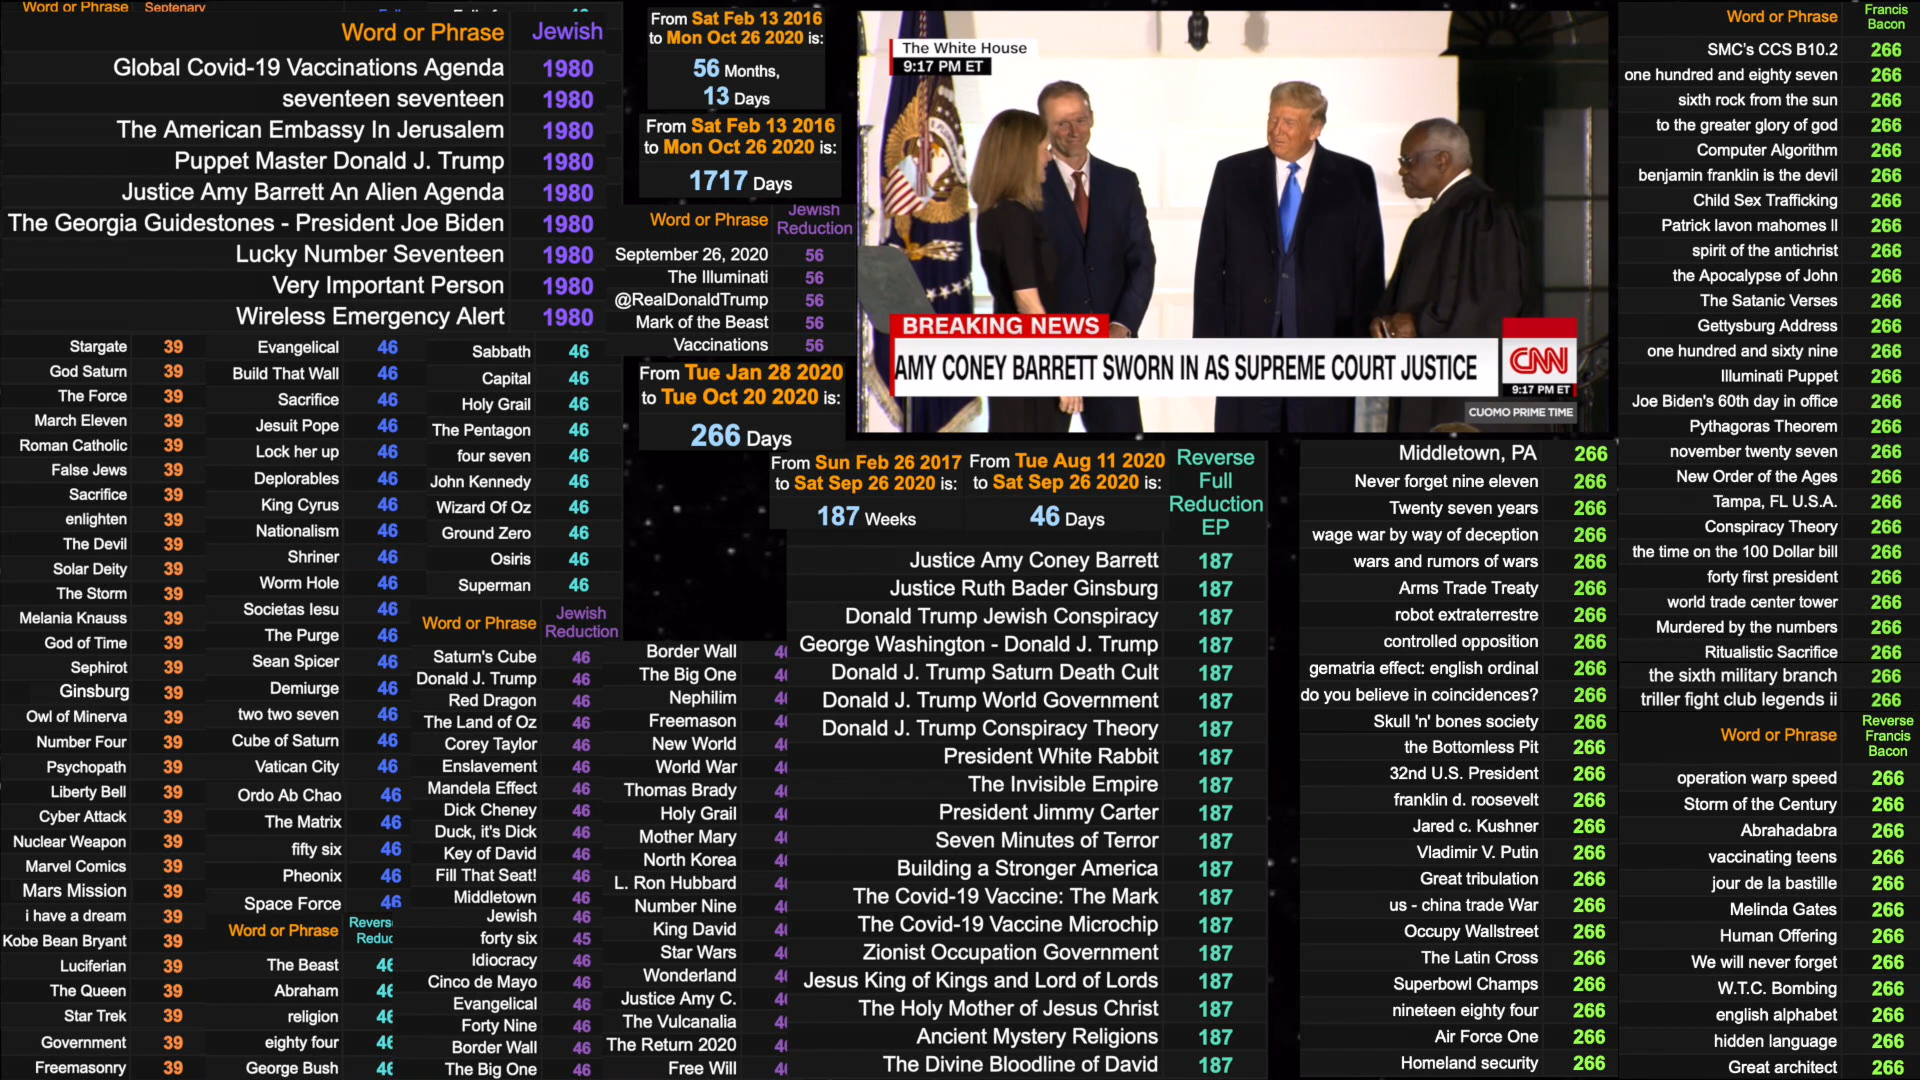 Word or Phrase Septenary
Word or Phrase Jewish
Global Covid-19 Vaccinations Agenda 1980
seventeen seventeen 1980
The American Embassy In Jerusalem 1980
Puppet Master Donald J. Trump 1980
Justice Amy Barrett An Alien Agenda 1980
The Georgia Guidestones - President Joe Biden 1980
Lucky Number Seventeen 1980
Very Important Person 1980
Wireless Emergency Alert 1980
Stargate 39
God Saturn 39
The Force 39
March Eleven 39
Roman Catholic 39
False Jews 39
Sacrifice 39
enlighten 39
The Devil 39
Solar Deity 39
The Storm 39
Melania Knauss 39
God of Time 39
Sephirot 39
Ginsburg 39
Owl of Minerva 39
Number Four 39
Psychopath 39
Liberty Bell 39
Cyber Attack 39
Nuclear Weapon 39
Marvel Comics 39
Mars Mission 39
i have a dream 39
Kobe Bean Bryant 39
Luciferian 39
The Queen 39
Star Trek 39
Government 39
Freemasonry 39
Evangelical 46
Build That Wall 46
Sacrifice 46
Jesuit Pope 46
Lock her up 46
Deplorables 46
King Cyrus 46
Nationalism 46
Shriner 46
Worm Hole 46
Societas Iesu 46
The Purge 46
Sean Spicer 46
Demiurge 46
two two seven 46
Cube of Saturn 46
Vatican City 46
Ordo Ab Chao 46
The Matrix 46
fifty six 46
Pheonix 46
Space Force 46
Word or Phrase
The Beast 46
Abraham 46
religion 46
eighty four 46
George Bush 46
Sabbath 46
Capital 46
Holy Grail 46
The Pentagon 46
four seven 46
John Kennedy 46
Wizard Of Oz 46
Ground Zero 46
Osiris 46
Superman 46
Word or Phrase Jewish Reduction
Saturn's Cube 46
Donald J. Trump 46
Red Dragon 46
The Land of Oz 46
Corey Taylor 46
Enslavement 46
Mandela Effect 46
Dick Cheney 46
Duck, it's Dick 46
Key of David 46
Fill That Seat! 46
Middletown 46
Jewish 46
forty six 45
Idiocracy 46
Cinco de Mayo 46
Evangelical 46
Forty Nine 46
Border Wall 46
The Big One 46
From Sat Feb 13 2016
to Mon Oct 26 2020 is:
56 Months,
13 Days
From Sat Feb 13 2016
to Mon Oct 26 2020 is:
1717 Days
Word or Phrase Jewish Reduction
September 26, 2020 56
The Illuminati 56
@RealDonaldTrump 56
Mark of the Beast 56
Vaccinations 56
From Tue Jan 28 2020
to Tue Oct 20 2020 is:
266 Days
Border Wall
The Big One
Nephilim
Freemason
New World
World War
Thomas Brady
Holy Grail
Mother Mary
North Korea
L. Ron Hubbard
Number Nine
King David
Star Wars
Wonderland
Justice Amy C.
The Vulcanalia
The Return 2020
Free Will
The White House
9:17 PM ET
BREAKING NEWS
AMY CONEY BARRETT SWORN IN AS SUPREME COURT JUSTICE
CNN
9:17 PM ET
CUOMO PRIME TIME
From Sun Feb 26 2017
to Sat Sep 26 2020 is:
187 Weeks
From Tue Aug 11 2020
to Sat Sep 26 2020 is:
46 Days
Reverse
Full
Reduction
EP
Justice Amy Coney Barrett 187
Justice Ruth Bader Ginsburg 187
Donald Trump Jewish Conspiracy 187
George Washington - Donald J. Trump 187
Donald J. Trump Saturn Death Cult 187
Donald J. Trump World Government 187
Donald J. Trump Conspiracy Theory 187
President White Rabbit 187
The Invisible Empire 187
President Jimmy Carter 187
Seven Minutes of Terror 187
Building a Stronger America 187
The Covid-19 Vaccine: The Mark 187
The Covid-19 Vaccine Microchip 187
Zionist Occupation Government 187
Jesus King of Kings and Lord of Lords 187
The Holy Mother of Jesus Christ 187
Ancient Mystery Religions 187
The Divine Bloodline of David 187
Middletown, PA 266
Never forget nine eleven 266
Twenty seven years 266
wage war by way of deception 266
wars and rumors of wars 266
Arms Trade Treaty 266
robot extraterrestre 266
controlled opposition 266
gematria effect: english ordinal 266
do you believe in coincidences? 266
Skull 'n' bones society 266
the Bottomless Pit 266
32nd U.S. President 266
franklin d. roosevelt 266
Jared c. Kushner 266
Vladimir V. Putin 266
Great tribulation 266
us - china trade War 266
Occupy Wallstreet 266
The Latin Cross 266
Superbowl Champs 266
nineteen eighty four 266
Air Force One 266
Homeland security 266
Word or Phrase Francis Bacon
SMC's CCS B10.2 266
one hundred and eighty seven 266
sixth rock from the sun 266
to the greater glory of god 266
Computer Algorithm 266
benjamin franklin is the devil 266
Child Sex Trafficking 266
Patrick lavon mahomes II 266
spirit of the antichrist 266
the Apocalypse of John 266
The Satanic Verses 266
Gettysburg Address 266
one hundred and sixty nine 266
Illuminati Puppet 266
Joe Biden's 60th day in office 266
Pythagoras Theorem 266
november twenty seven 266
New Order of the Ages 266
Tampa, FL U.S.A. 266
Conspiracy Theory 266
the time on the 100 Dollar bill 266
forty first president 266
world trade center tower 266
Murdered by the numbers 266
Ritualistic Sacrifice 266
the sixth military branch 266
triller fight club legends ii 266
Word or Phrase Reverse Francis Bacon
operation warp speed 266
Storm of the Century 266
Abrahadabra 266
vaccinating teens 266
jour de la bastille 266
Melinda Gates 266
Human Offering 266
We will never forget 266
W.T.C. Bombing 266
english alphabet 266
hidden language 266
Great architect 266